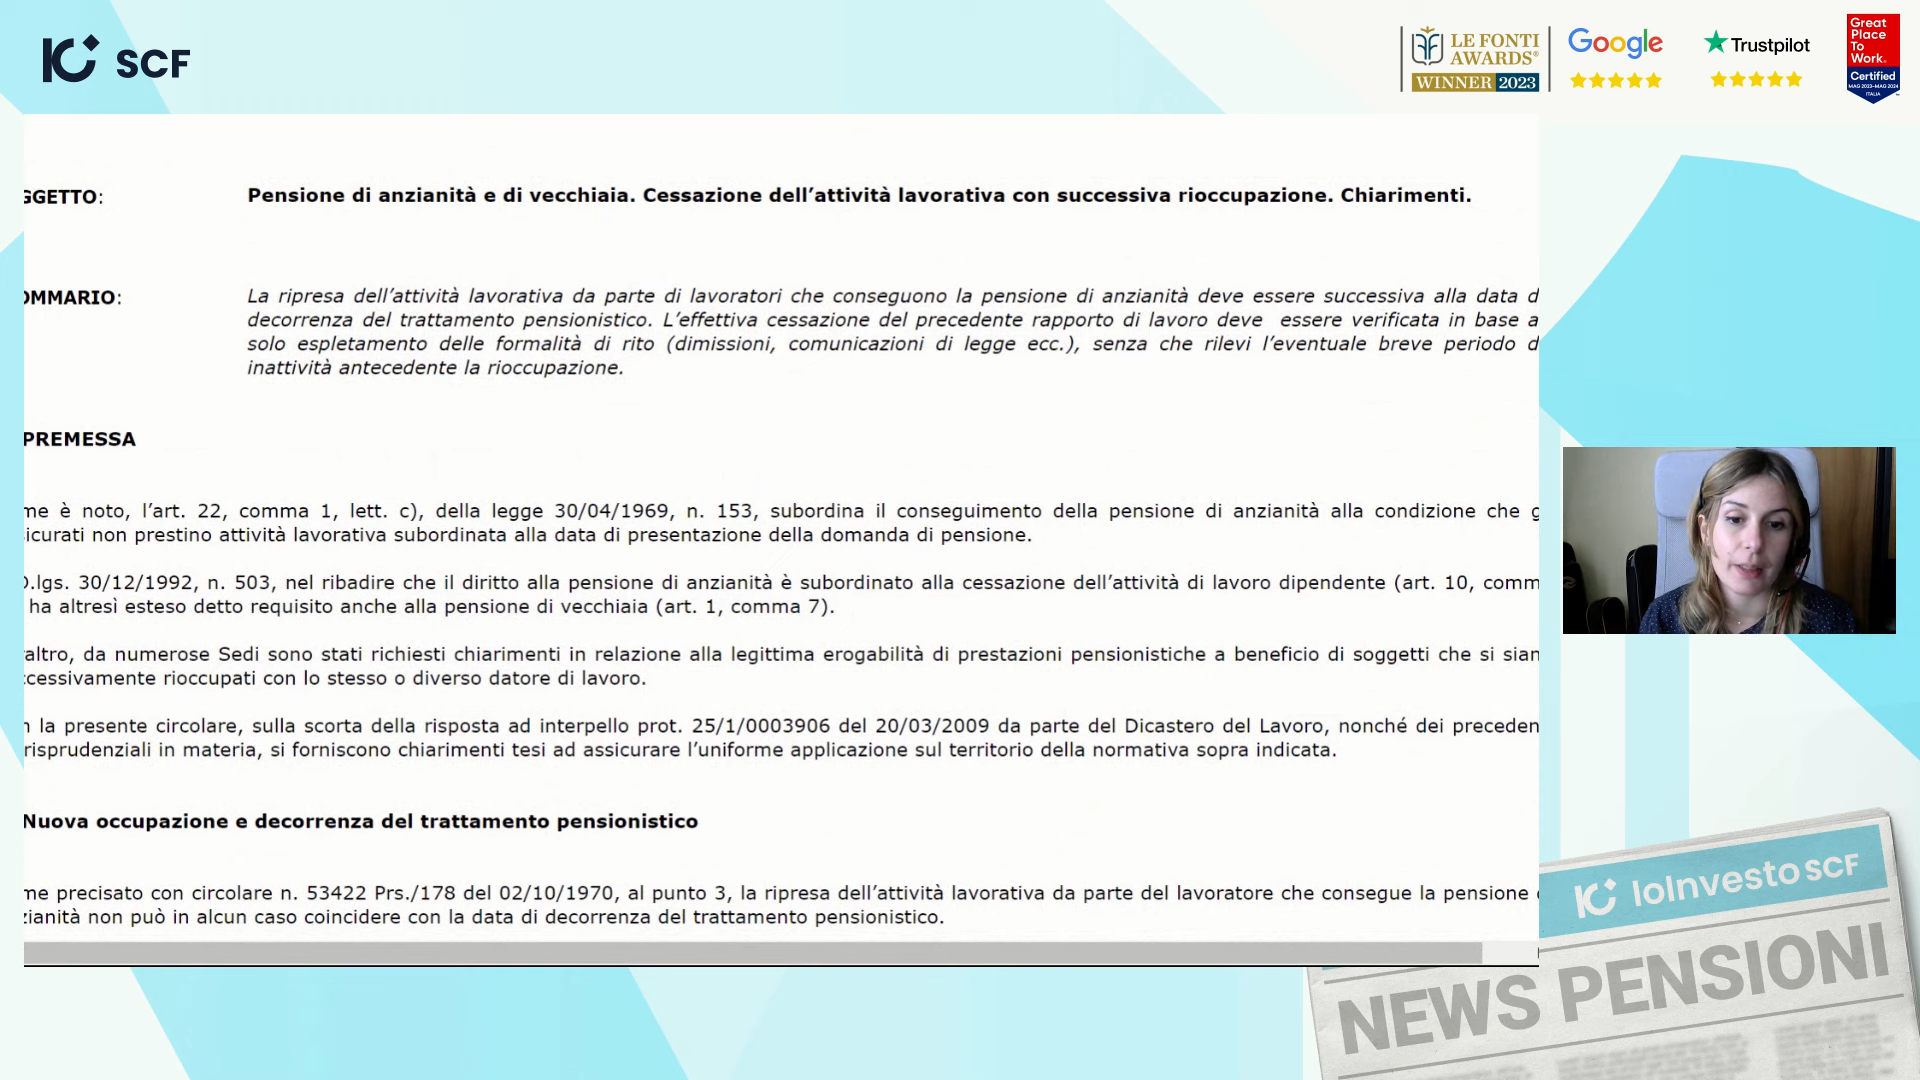 SCF
LE FONTI
AWARDS®
WINNER 2023
Google
Trustpilot
Great
Place
To
Work®
Certified
MAG 2023-MAG 2024
ITALIA
GGETTO:
Pensione di anzianità e di vecchiaia. Cessazione dell’attività lavorativa con successiva rioccupazione. Chiarimenti.
OMMARIO:
La ripresa dell’attività lavorativa da parte di lavoratori che conseguono la pensione di anzianità deve essere successiva alla data d
decorrenza del trattamento pensionistico. L’effettiva cessazione del precedente rapporto di lavoro deve essere verificata in base a
solo espletamento delle formalità di rito (dimissioni, comunicazioni di legge ecc.), senza che rilevi l’eventuale breve periodo d
inattività antecedente la rioccupazione.
PREMESSA
me è noto, l’art. 22, comma 1, lett. c), della legge 30/04/1969, n. 153, subordina il conseguimento della pensione di anzianità alla condizione che g
sicurati non prestino attività lavorativa subordinata alla data di presentazione della domanda di pensione.
D.lgs. 30/12/1992, n. 503, nel ribadire che il diritto alla pensione di anzianità è subordinato alla cessazione dell’attività di lavoro dipendente (art. 10, comm
ha altresì esteso detto requisito anche alla pensione di vecchiaia (art. 1, comma 7).
raltro, da numerose Sedi sono stati richiesti chiarimenti in relazione alla legittima erogabilità di prestazioni pensionistiche a beneficio di soggetti che si sian
ccessivamente rioccupati con lo stesso o diverso datore di lavoro.
n la presente circolare, sulla scorta della risposta ad interpello prot. 25/1/0003906 del 20/03/2009 da parte del Dicastero del Lavoro, nonché dei preceden
risprudenziali in materia, si forniscono chiarimenti tesi ad assicurare l’uniforme applicazione sul territorio della normativa sopra indicata.
Nuova occupazione e decorrenza del trattamento pensionistico
me precisato con circolare n. 53422 Prs./178 del 02/10/1970, al punto 3, la ripresa dell’attività lavorativa da parte del lavoratore che consegue la pensione
zianità non può in alcun caso coincidere con la data di decorrenza del trattamento pensionistico.
IoInvesto SCF
NEWS PENSIONI